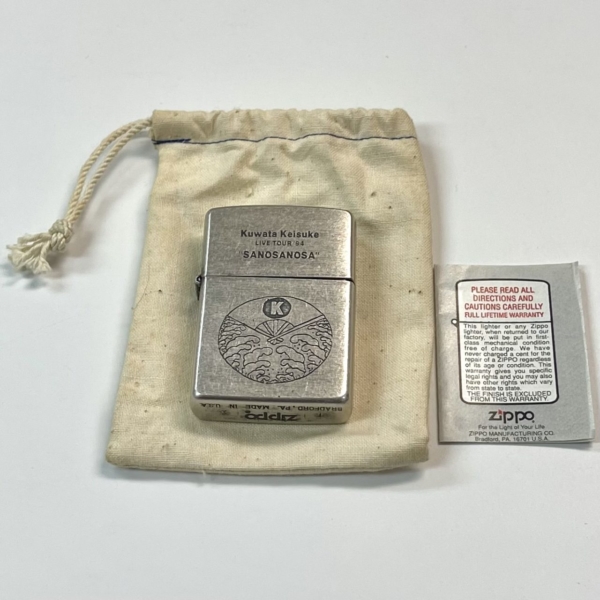 Kuwata Keisuke
LIVE TOUR '94
"SANOSANOSA"
K
BRADFORD, PA. MADE IN U.S.A.
Zippo
PLEASE READ ALL
DIRECTIONS AND
CAUTIONS CAREFULLY
FULL LIFETIME WARRANTY
This lighter or any Zippo
lighter, when returned to our
factory, will be put in first-
class mechanical condition
free of charge. We have
never charged a cent for the
repair of a ZIPPO regardless
of its age or condition. This
warranty gives you specific
legal rights and you may also
have other rights which vary
from state to state.
THE FINISH IS EXCLUDED
FROM THIS WARRANTY.
zippo
For the Light of Your Life.
ZIPPO MANUFACTURING CO.
Bradford, PA. 16701 U.S.A.